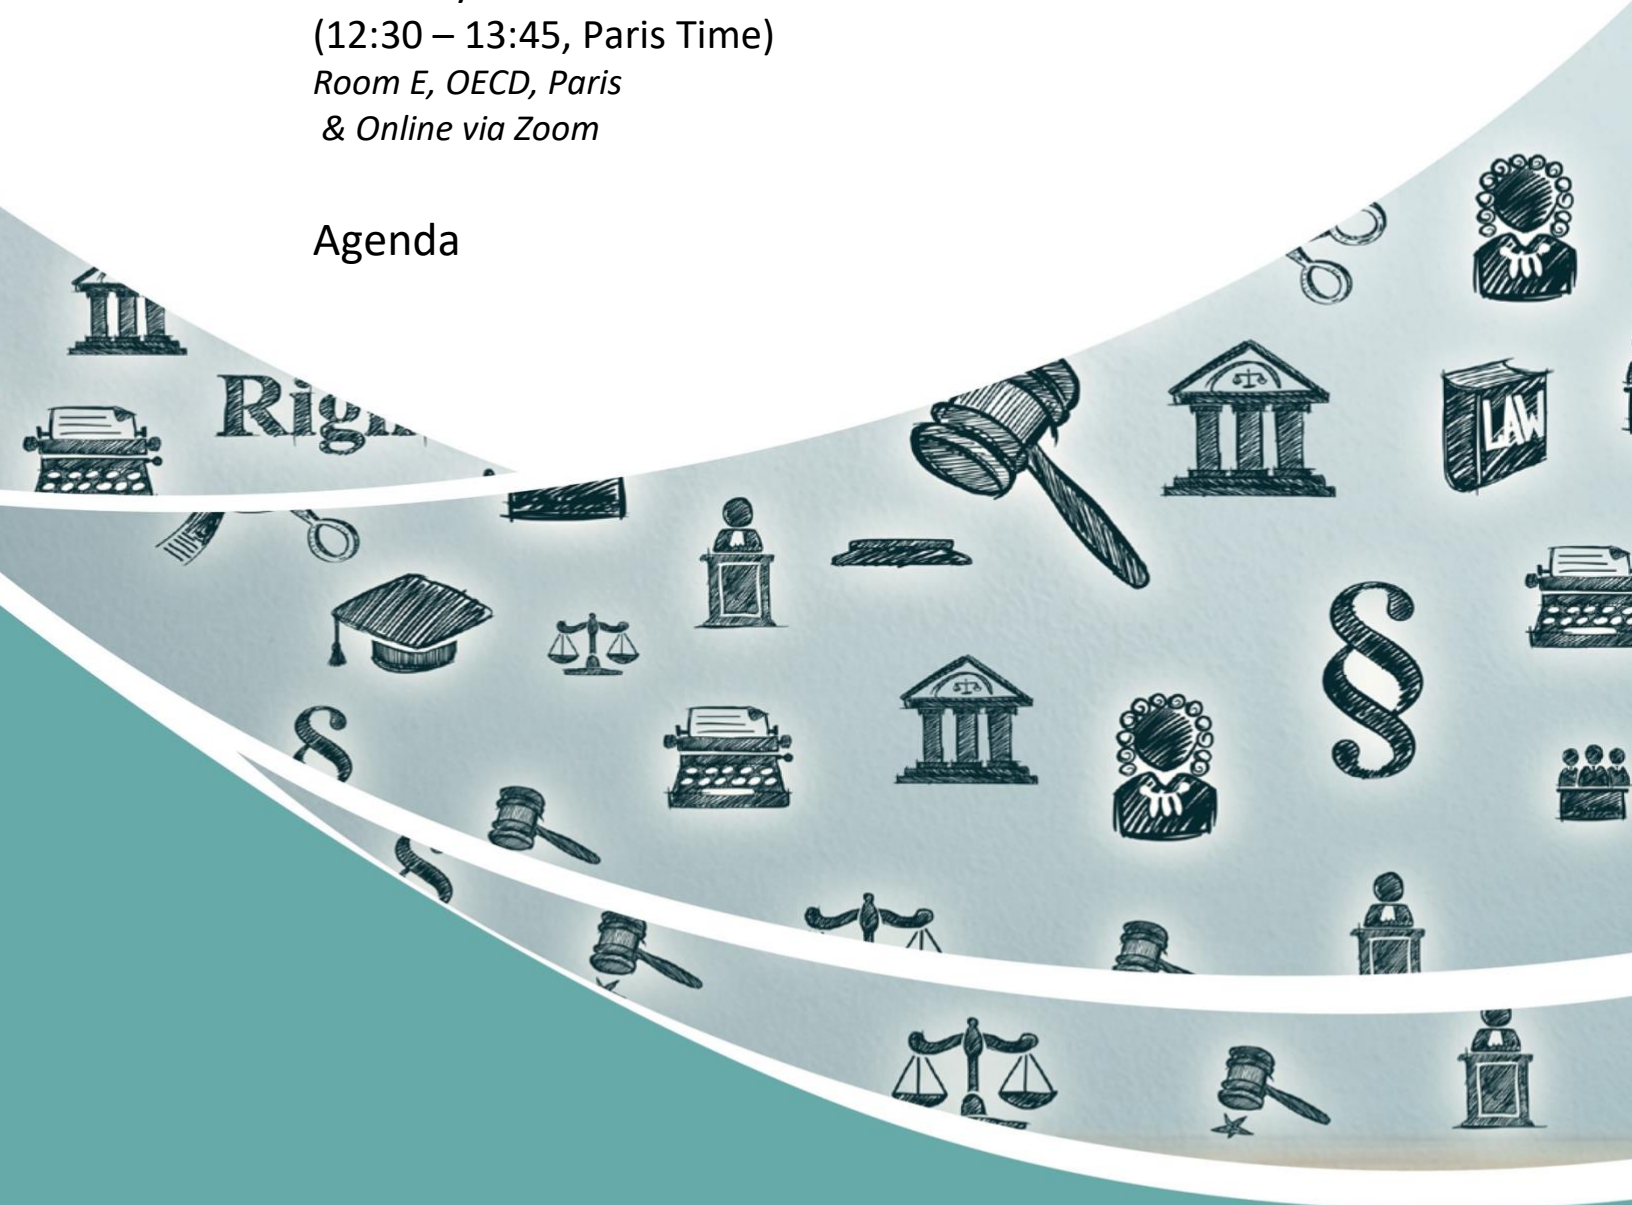 (12:30 – 13:45, Paris Time)
Room E, OECD, Paris
& Online via Zoom
Agenda
LAW